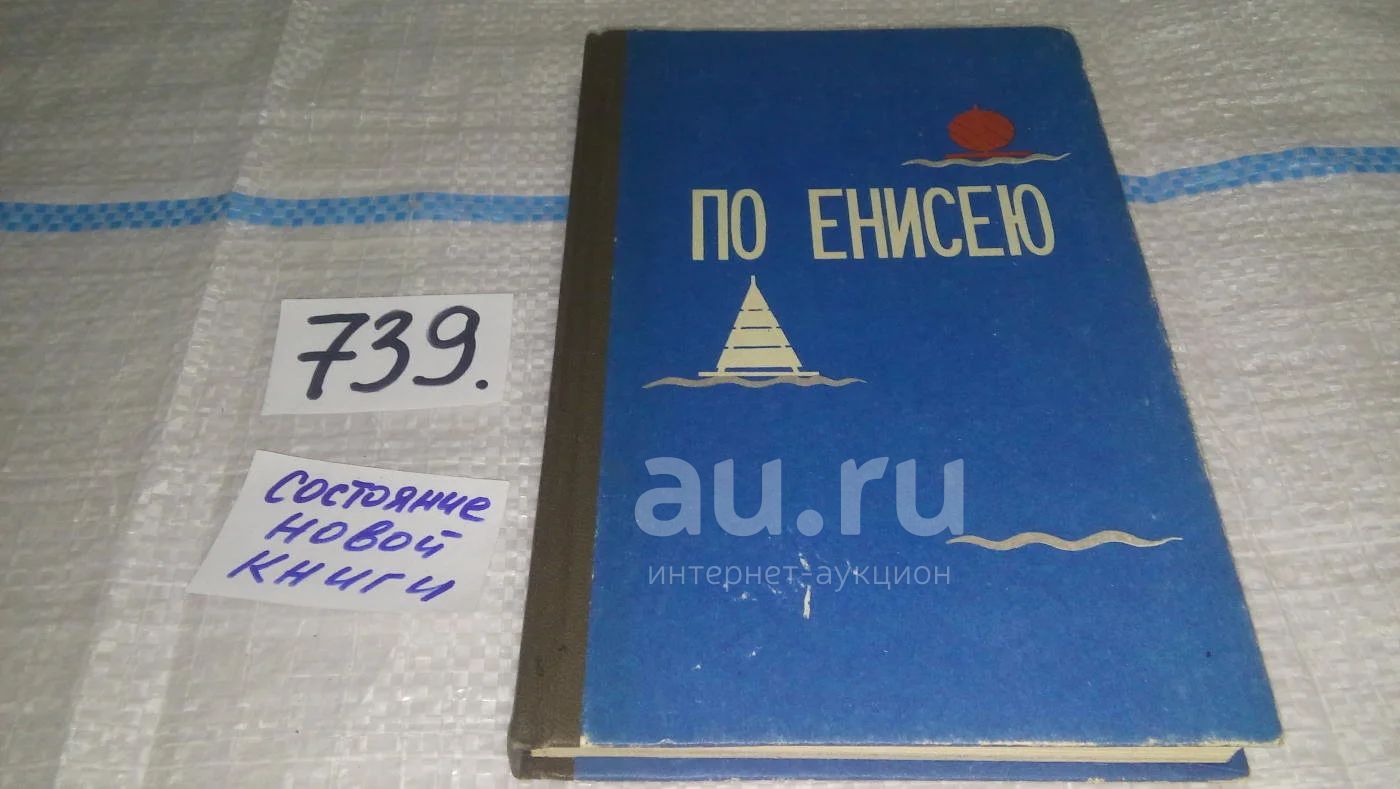 ПО ЕНИСЕЮ
739.
СОСТОЯНИЕ
НОВОЙ
КНИГИ
au.ru
интернет-аукцион